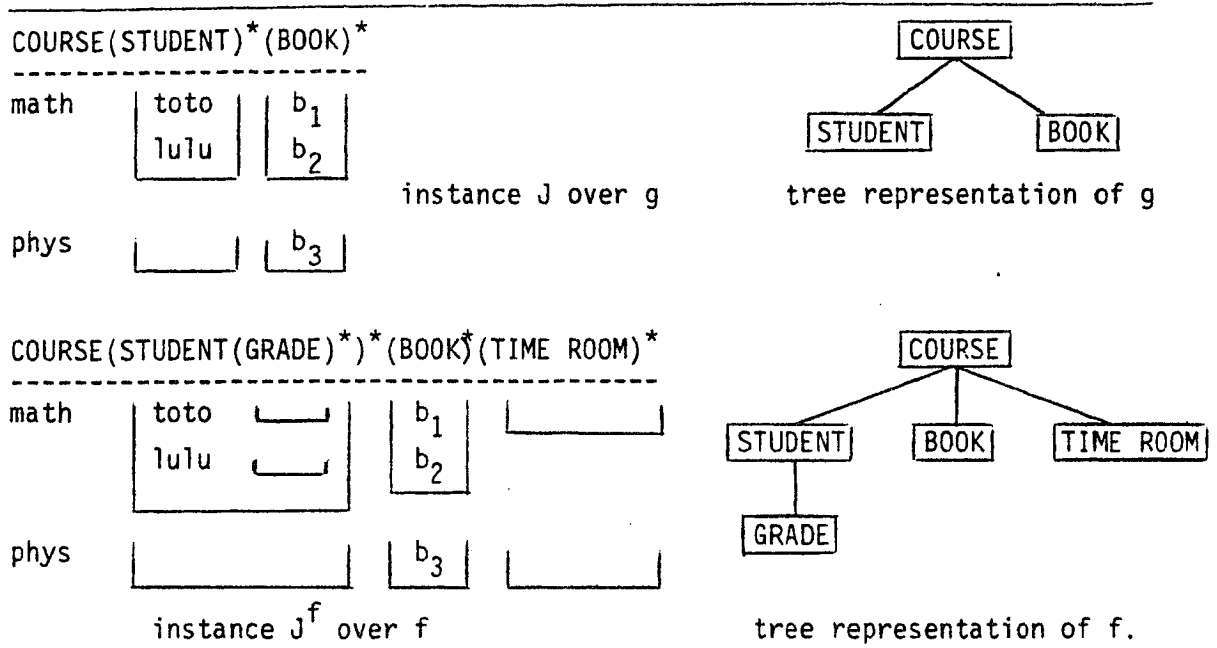 COURSE(STUDENT)*(BOOK)*
COURSE
math toto b1
STUDENT BOOK
lulu b2
instance J over g
tree representation of g
phys b3
COURSE(STUDENT(GRADE)*)*(BOOK)*(TIME ROOM)*
COURSE
math toto b1
STUDENT BOOK TIME ROOM
lulu b2
GRADE
phys b3
instance J^f over f
tree representation of f.